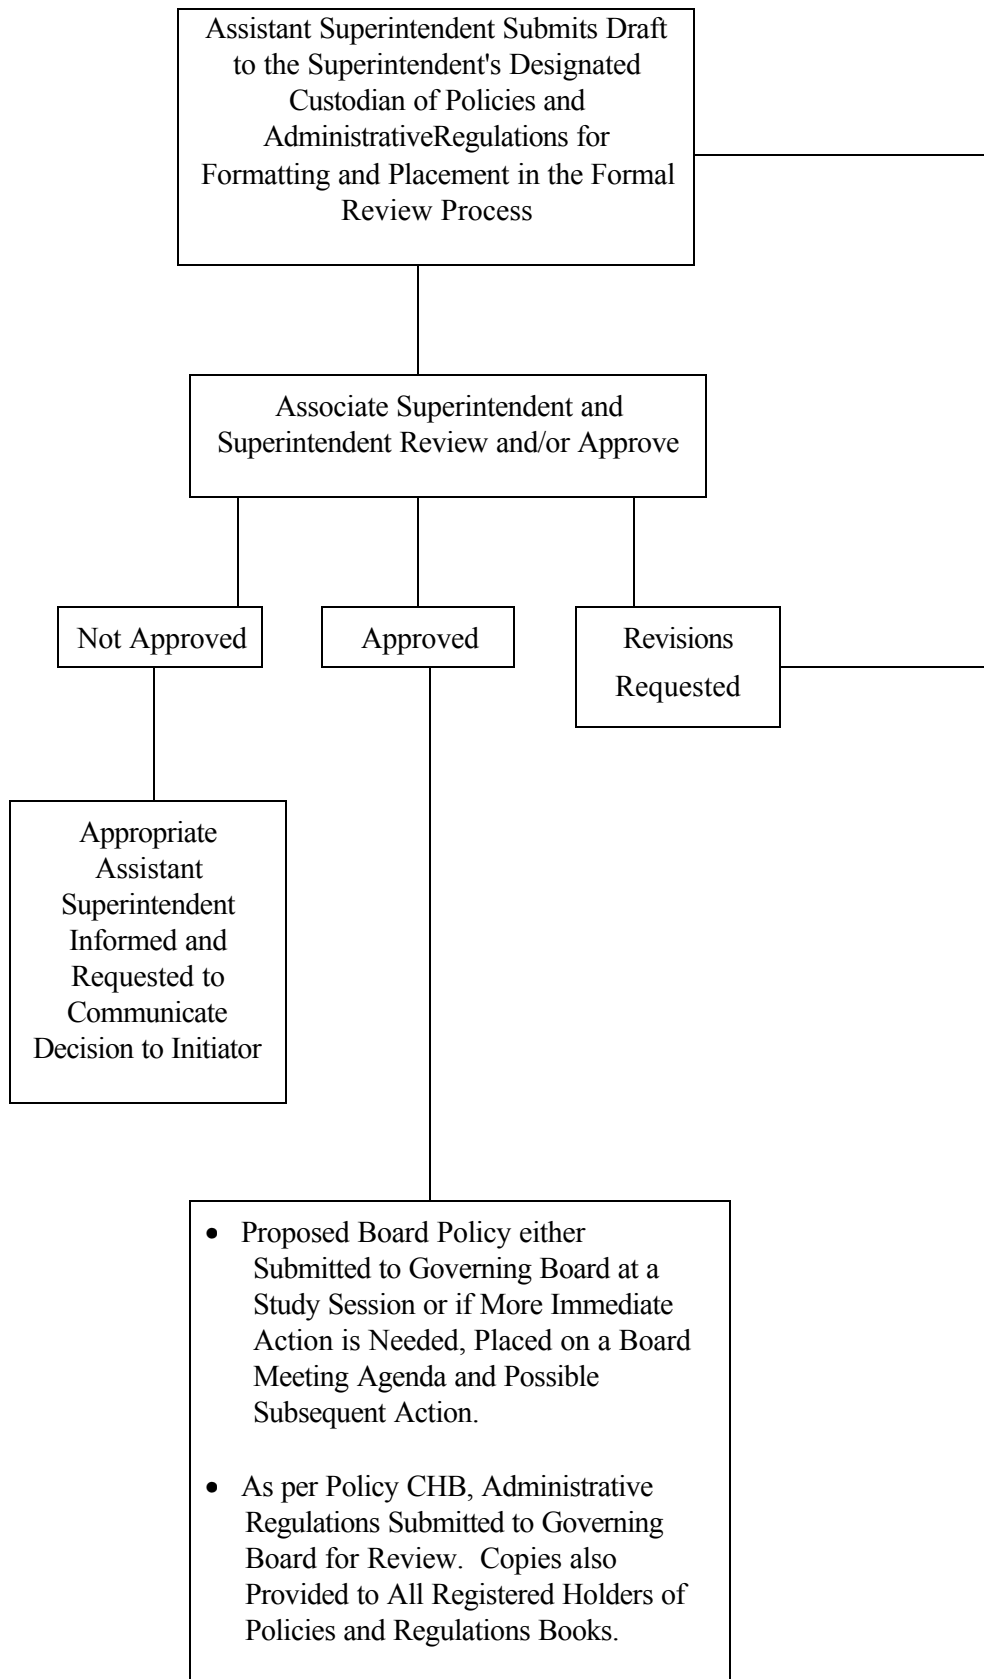 Assistant Superintendent Submits Draft
to the Superintendent's Designated
Custodian of Policies and
AdministrativeRegulations for
Formatting and Placement in the Formal
Review Process
Associate Superintendent and
Superintendent Review and/or Approve
Not Approved
Approved
Revisions
Requested
Appropriate
Assistant
Superintendent
Informed and
Requested to
Communicate
Decision to Initiator
• Proposed Board Policy either
Submitted to Governing Board at a
Study Session or if More Immediate
Action is Needed, Placed on a Board
Meeting Agenda and Possible
Subsequent Action.
• As per Policy CHB, Administrative
Regulations Submitted to Governing
Board for Review.  Copies also
Provided to All Registered Holders of
Policies and Regulations Books.